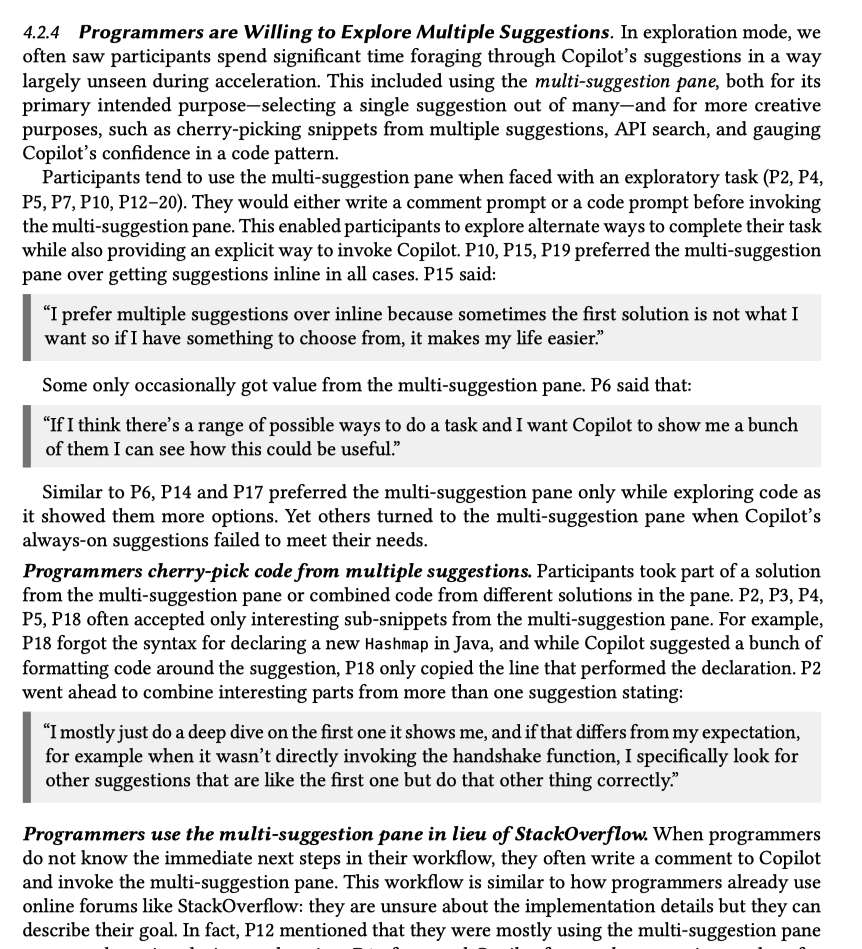 4.2.4 Programmers are Willing to Explore Multiple Suggestions. In exploration mode, we
often saw participants spend significant time foraging through Copilot’s suggestions in a way
largely unseen during acceleration. This included using the multi-suggestion pane, both for its
primary intended purpose—selecting a single suggestion out of many—and for more creative
purposes, such as cherry-picking snippets from multiple suggestions, API search, and gauging
Copilot’s confidence in a code pattern.
Participants tend to use the multi-suggestion pane when faced with an exploratory task (P2, P4,
P5, P7, P10, P12–20). They would either write a comment prompt or a code prompt before invoking
the multi-suggestion pane. This enabled participants to explore alternate ways to complete their task
while also providing an explicit way to invoke Copilot. P10, P15, P19 preferred the multi-suggestion
pane over getting suggestions inline in all cases. P15 said:
“I prefer multiple suggestions over inline because sometimes the first solution is not what I
want so if I have something to choose from, it makes my life easier.”
Some only occasionally got value from the multi-suggestion pane. P6 said that:
“If I think there’s a range of possible ways to do a task and I want Copilot to show me a bunch
of them I can see how this could be useful.”
Similar to P6, P14 and P17 preferred the multi-suggestion pane only while exploring code as
it showed them more options. Yet others turned to the multi-suggestion pane when Copilot’s
always-on suggestions failed to meet their needs.
Programmers cherry-pick code from multiple suggestions. Participants took part of a solution
from the multi-suggestion pane or combined code from different solutions in the pane. P2, P3, P4,
P5, P18 often accepted only interesting sub-snippets from the multi-suggestion pane. For example,
P18 forgot the syntax for declaring a new Hashmap in Java, and while Copilot suggested a bunch of
formatting code around the suggestion, P18 only copied the line that performed the declaration. P2
went ahead to combine interesting parts from more than one suggestion stating:
“I mostly just do a deep dive on the first one it shows me, and if that differs from my expectation,
for example when it wasn’t directly invoking the handshake function, I specifically look for
other suggestions that are like the first one but do that other thing correctly.”
Programmers use the multi-suggestion pane in lieu of StackOverflow. When programmers
do not know the immediate next steps in their workflow, they often write a comment to Copilot
and invoke the multi-suggestion pane. This workflow is similar to how programmers already use
online forums like StackOverflow: they are unsure about the implementation details but they can
describe their goal. In fact, P12 mentioned that they were mostly using the multi-suggestion pane